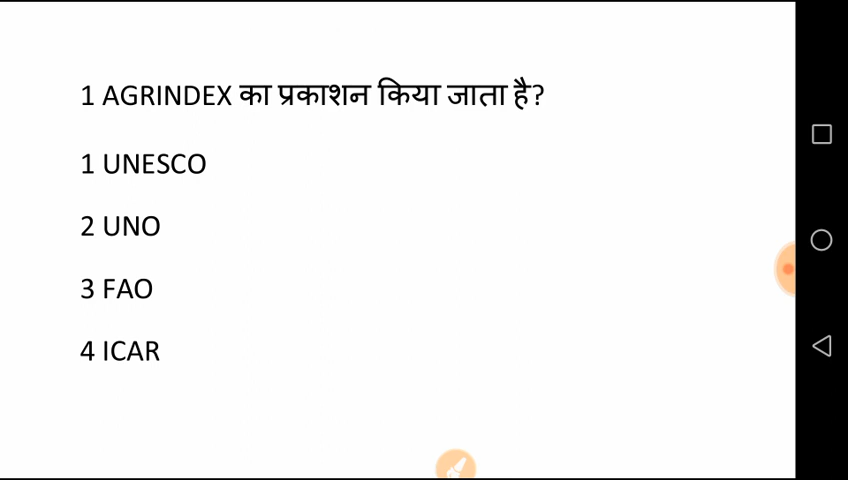 1 AGRINDEX का प्रकाशन किया जाता है?
1 UNESCO
2 UNO
3 FAO
4 ICAR